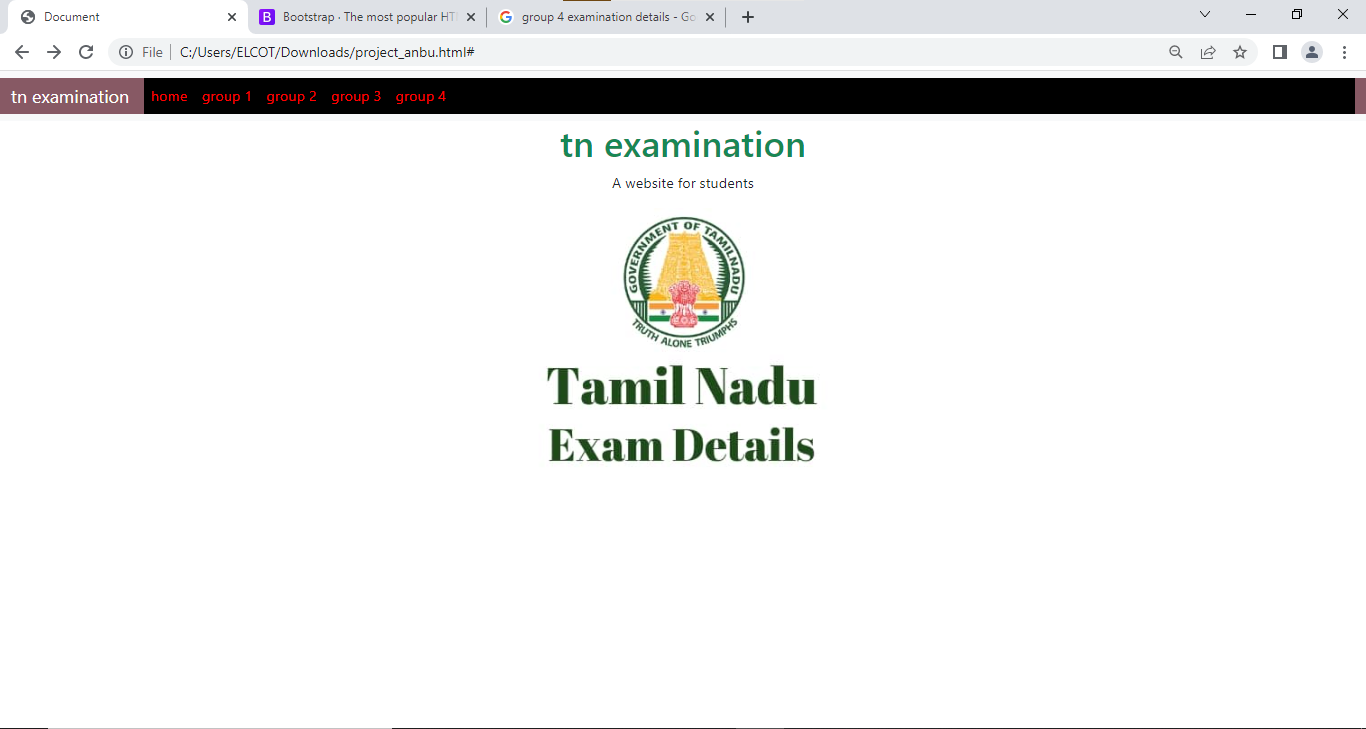 Document
Bootstrap · The most popular HT
group 4 examination details - Go
File
C:/Users/ELCOT/Downloads/project_anbu.html#
tn examination home group 1 group 2 group 3 group 4
tn examination
A website for students
GOVERNMENT OF TAMILNADU
TRUTH ALONE TRIUMPHS
Tamil Nadu
Exam Details